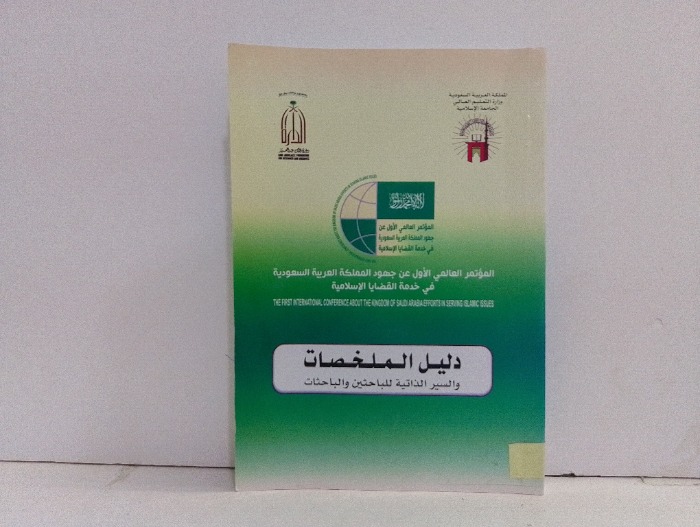 المملكة العربية السعودية
وزارة التعليم العالي
الجامعة الإسلامية
المؤتمر العالمي الأول عن
جهود المملكة العربية السعودية
في خدمة القضايا الإسلامية
المؤتمر العالمي الأول عن جهود المملكة العربية السعودية
في خدمة القضايا الإسلامية
THE FIRST INTERNATIONAL CONFERENCE ABOUT THE KINGDOM OF SAUDI ARABIA EFFORTS IN SERVING ISLAMIC ISSUES
دليل الملخصات
والسير الذاتية للباحثين والباحثات